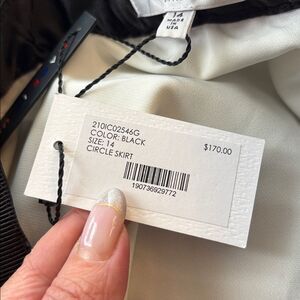 14
MADE IN
USA
210IC02546G
COLOR: BLACK
SIZE: 14
$170.00
CIRCLE SKIRT
190736929772